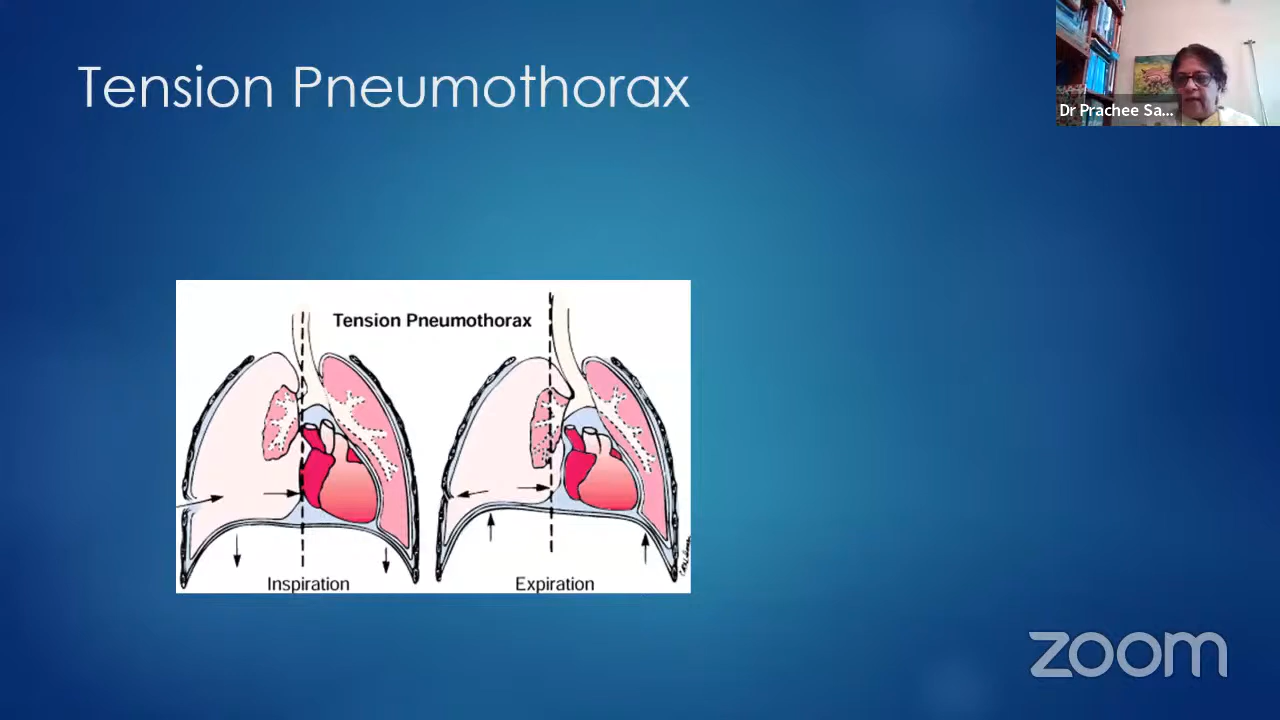 Tension Pneumothorax
Dr Prachee Sa...
Tension Pneumothorax
Inspiration
Expiration
zoom